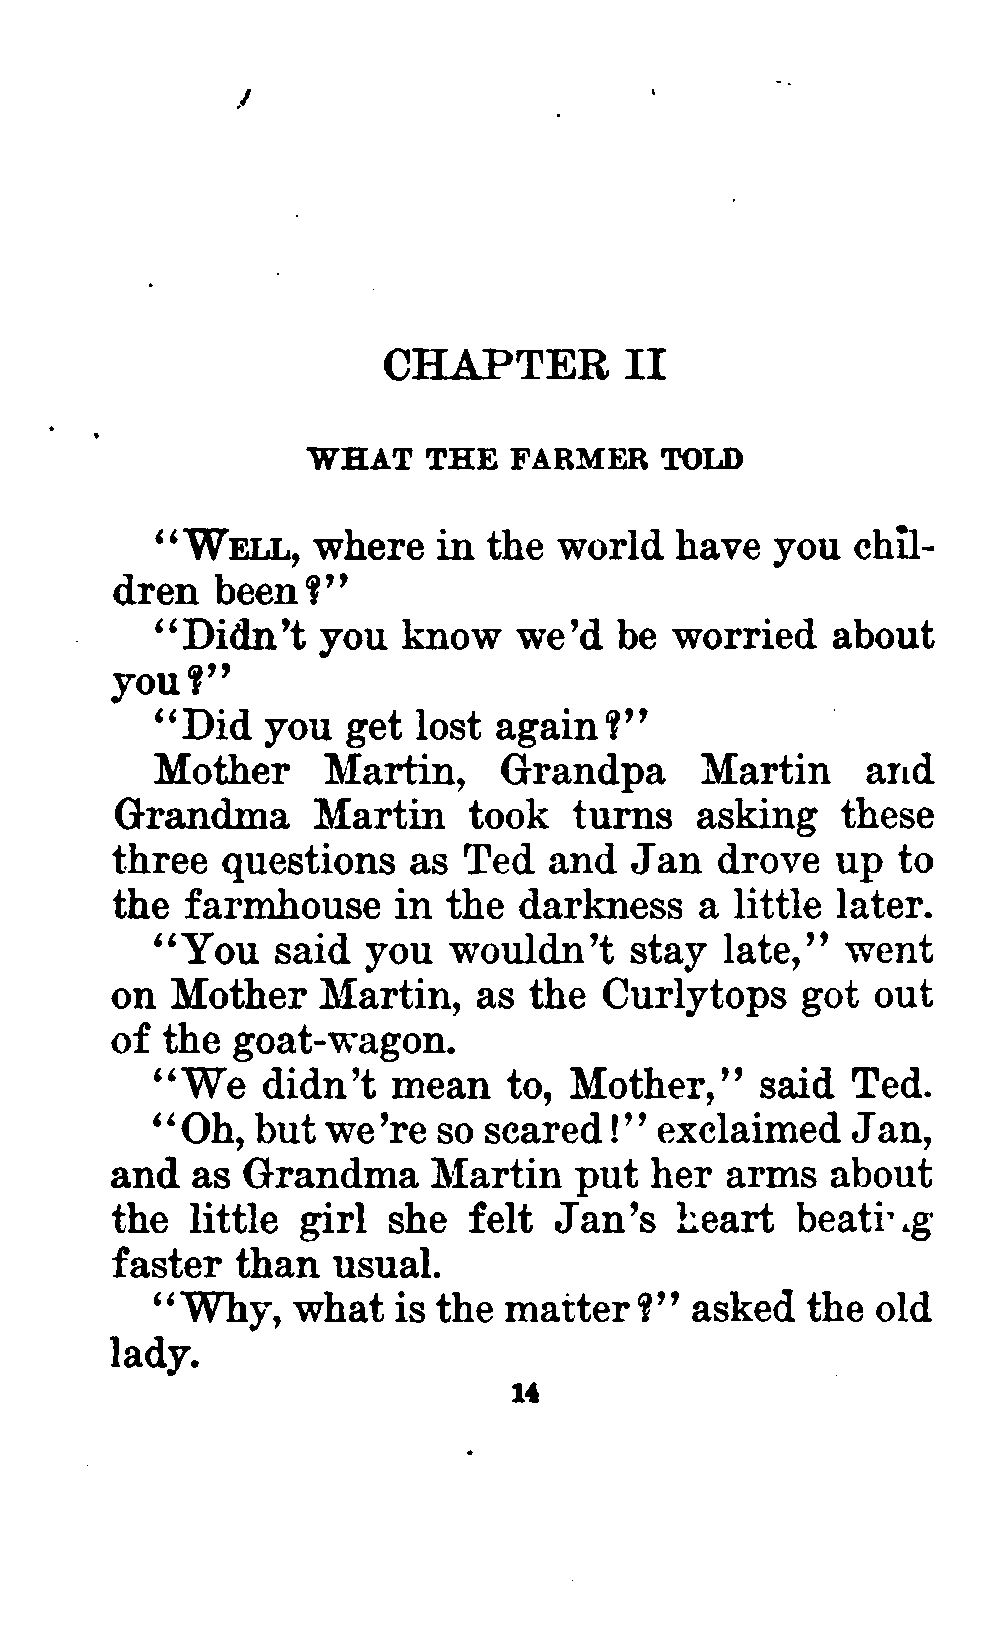 CHAPTER II
WHAT THE FARMER TOLD
“WELL, where in the world have you chil-
dren been?”
“Didn’t you know we’d be worried about
you?”
“Did you get lost again?”
Mother Martin, Grandpa Martin and
Grandma Martin took turns asking these
three questions as Ted and Jan drove up to
the farmhouse in the darkness a little later.
“You said you wouldn’t stay late,” went
on Mother Martin, as the Curlytops got out
of the goat-wagon.
“We didn’t mean to, Mother,” said Ted.
“Oh, but we’re so scared!” exclaimed Jan,
and as Grandma Martin put her arms about
the little girl she felt Jan’s heart beating
faster than usual.
“Why, what is the matter?” asked the old
lady.
14